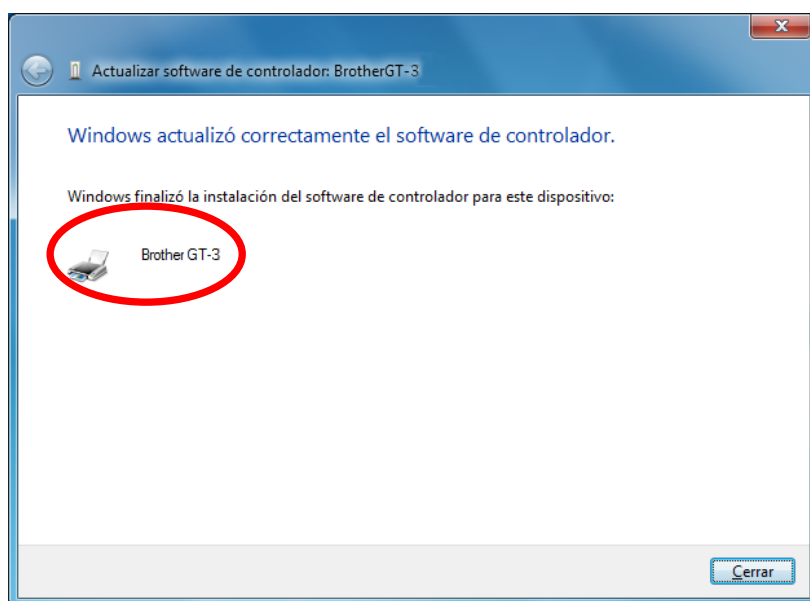 Actualizar software de controlador: BrotherGT-3
Windows actualizó correctamente el software de controlador.
Windows finalizó la instalación del software de controlador para este dispositivo:
Brother GT-3
Cerrar